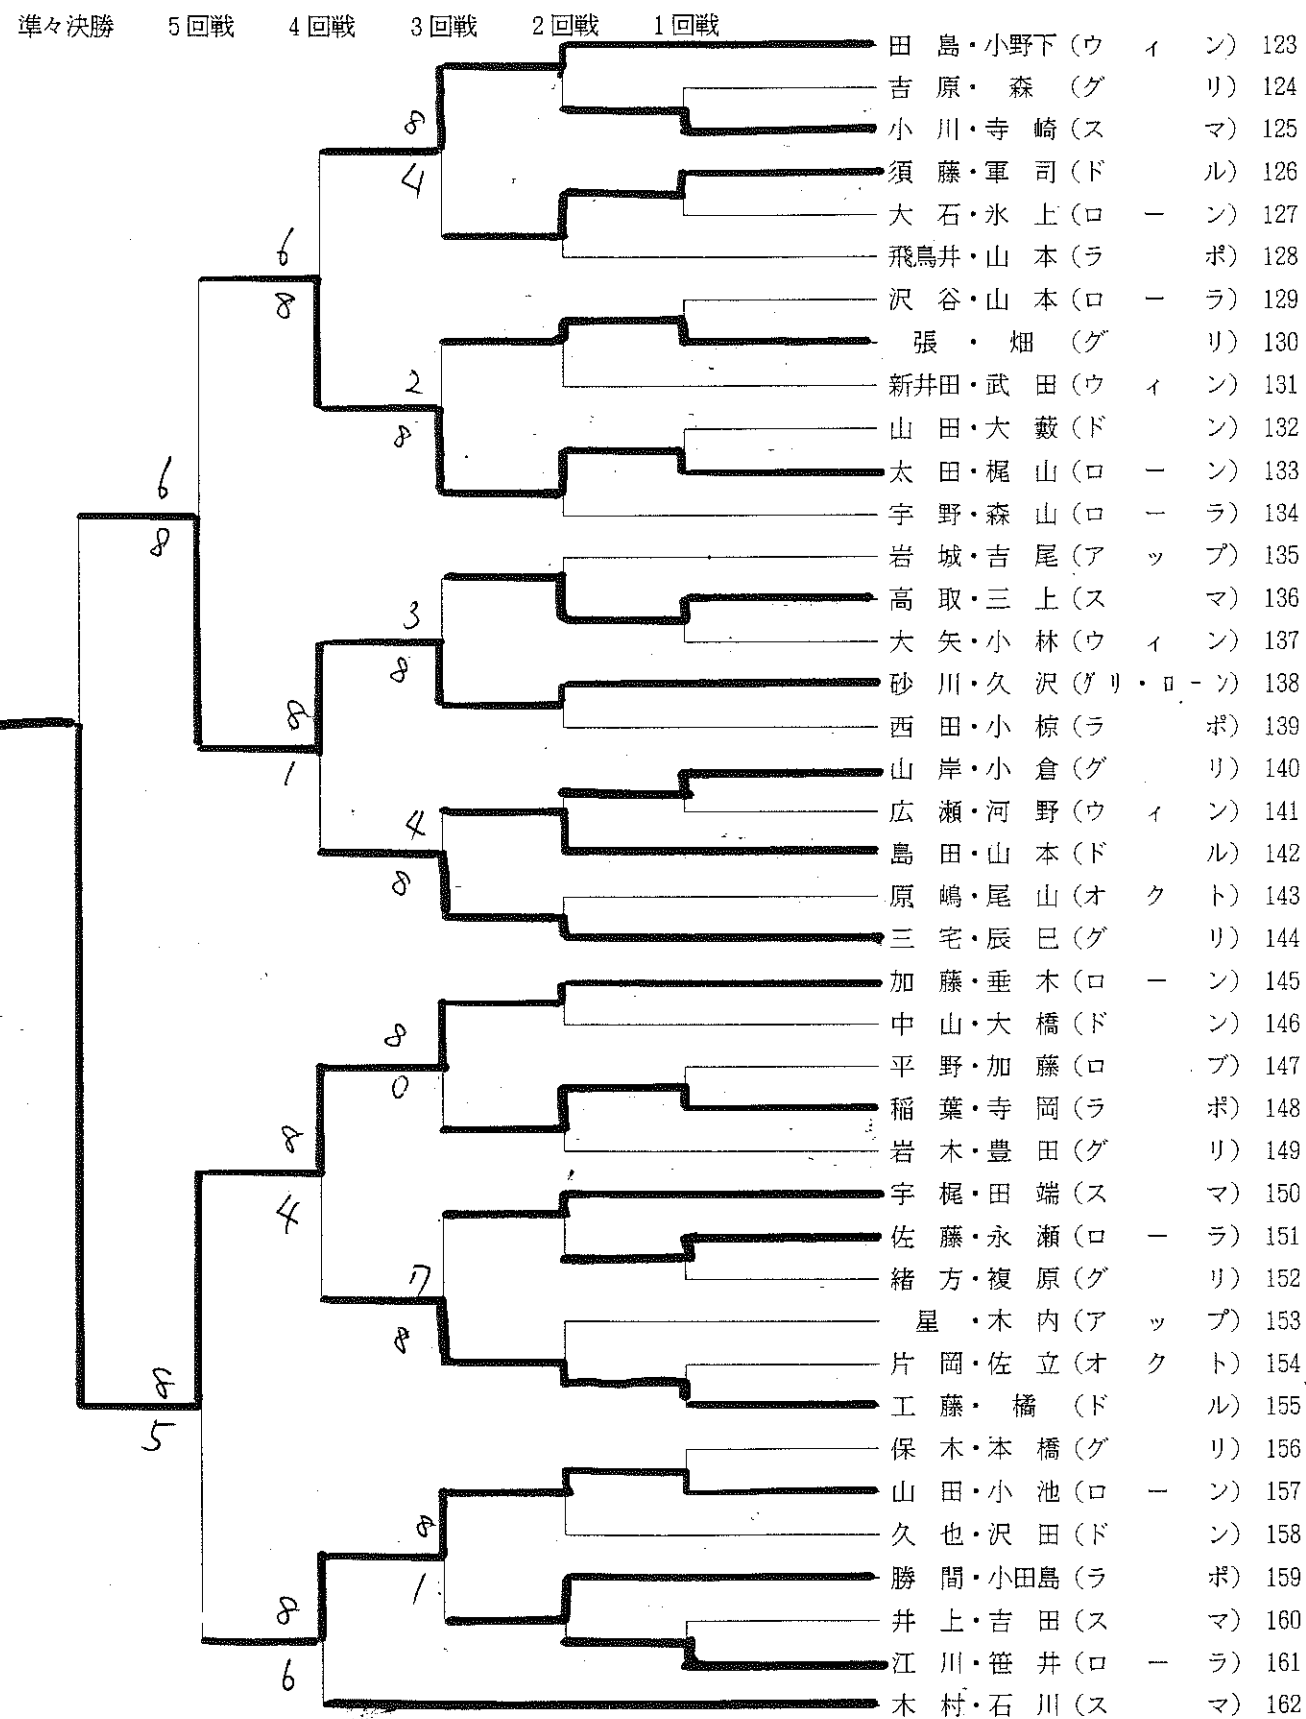 準々決勝 5回戦 4回戦 3回戦 2回戦 1回戦
田 島・小野下 (ウ ィ ン) 123
吉 原・ 森 (グ リ) 124
8
小 川・寺 崎 (ス マ) 125
4
須 藤・軍 司 (ド ル) 126
大 石・氷 上 (ロ ー ン) 127
6
飛鳥井・山 本 (ラ ポ) 128
8
沢 谷・山 本 (ロ ー ラ) 129
張 ・ 畑 (グ リ) 130
2
新井田・武 田 (ウ ィ ン) 131
8
山 田・大 藪 (ド ン) 132
6
太 田・梶 山 (ロ ー ン) 133
宇 野・森 山 (ロ ー ラ) 134
8
岩 城・吉 尾 (ア ッ プ) 135
高 取・三 上 (ス マ) 136
3
大 矢・小 林 (ウ ィ ン) 137
8
砂 川・久 沢 (グリ・ローン) 138
8
西 田・小 椋 (ラ ポ) 139
1
山 岸・小 倉 (グ リ) 140
広 瀬・河 野 (ウ ィ ン) 141
4
島 田・山 本 (ド ル) 142
8
原 嶋・尾 山 (オ ク ト) 143
三 宅・辰 巳 (グ リ) 144
加 藤・垂 木 (ロ ー ン) 145
中 山・大 橋 (ド ン) 146
8
平 野・加 藤 (ロ ブ) 147
0
稲 葉・寺 岡 (ラ ポ) 148
8
岩 木・豊 田 (グ リ) 149
宇 梶・田 端 (ス マ) 150
4
佐 藤・永 瀬 (ロ ー ラ) 151
緒 方・複 原 (グ リ) 152
7
星 ・木 内 (ア ッ プ) 153
8
片 岡・佐 立 (オ ク ト) 154
8
工 藤・ 橘 (ド ル) 155
5
保 木・本 橋 (グ リ) 156
山 田・小 池 (ロ ー ン) 157
8
久 也・沢 田 (ド ン) 158
勝 間・小田島 (ラ ポ) 159
1
8
井 上・吉 田 (ス マ) 160
江 川・笹 井 (ロ ー ラ) 161
6
木 村・石 川 (ス マ) 162